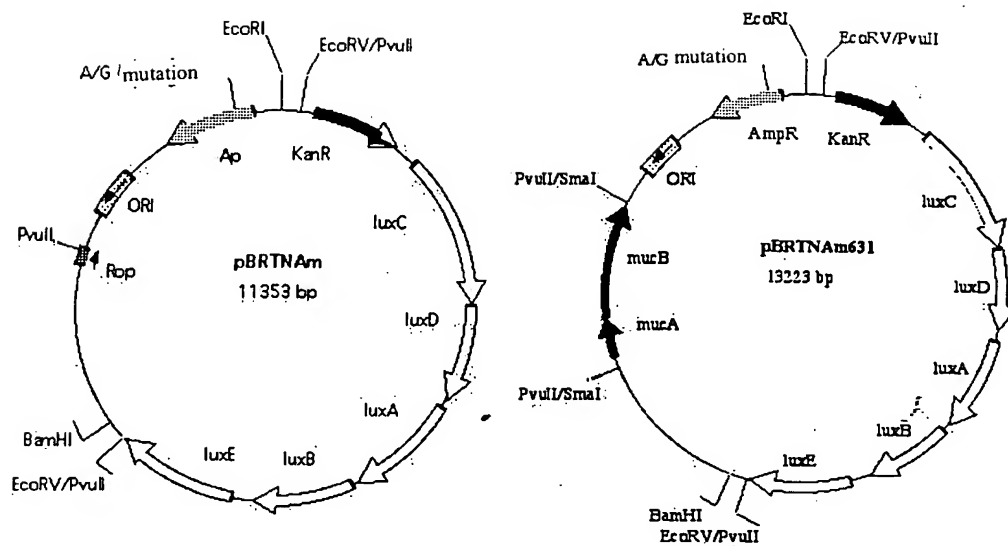 EcoRI
EcoRV/PvuII
A/G mutation
Ap
KanR
ORI
luxC
PvuII
Rop
pBRTNAm
11353 bp
luxD
luxA
BamHI
luxE
luxB
EcoRV/PvuII
EcoRI
EcoRV/PvuII
A/G mutation
AmpR
KanR
ORI
PvuII/SmaI
luxC
mucB
pBRTNAm631
13223 bp
luxD
mucA
luxA
PvuII/SmaI
luxB
luxE
BamHI
EcoRV/PvuII